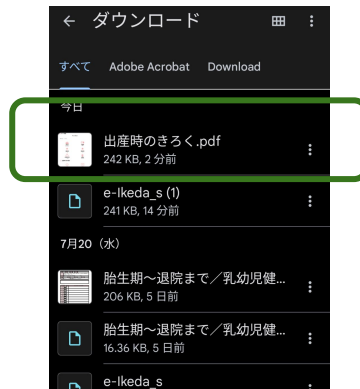 ダウンロード
すべて Adobe Acrobat Download
今日
出産時のきろく.pdf
242 KB, 2 分前
e-Ikeda_s (1)
241 KB, 14 分前
7月20（水）
胎生期～退院まで／乳幼児健...
206 KB, 5 日前
胎生期～退院まで／乳幼児健...
16.36 KB, 5 日前
e-Ikeda_s